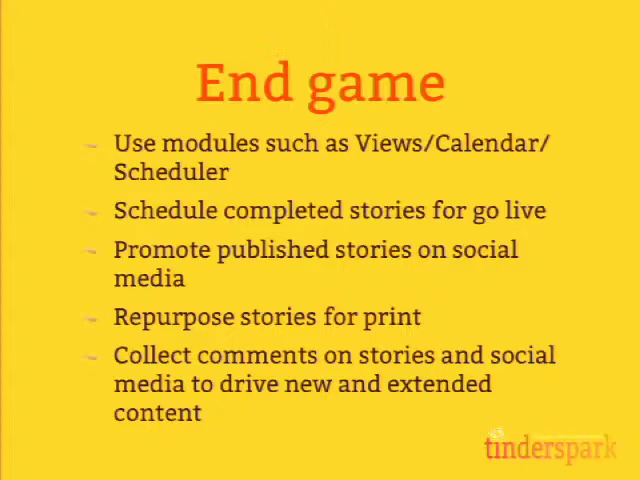 End game
Use modules such as Views/Calendar/
Scheduler
Schedule completed stories for go live
Promote published stories on social
media
Repurpose stories for print
Collect comments on stories and social
media to drive new and extended
content
tinderspark